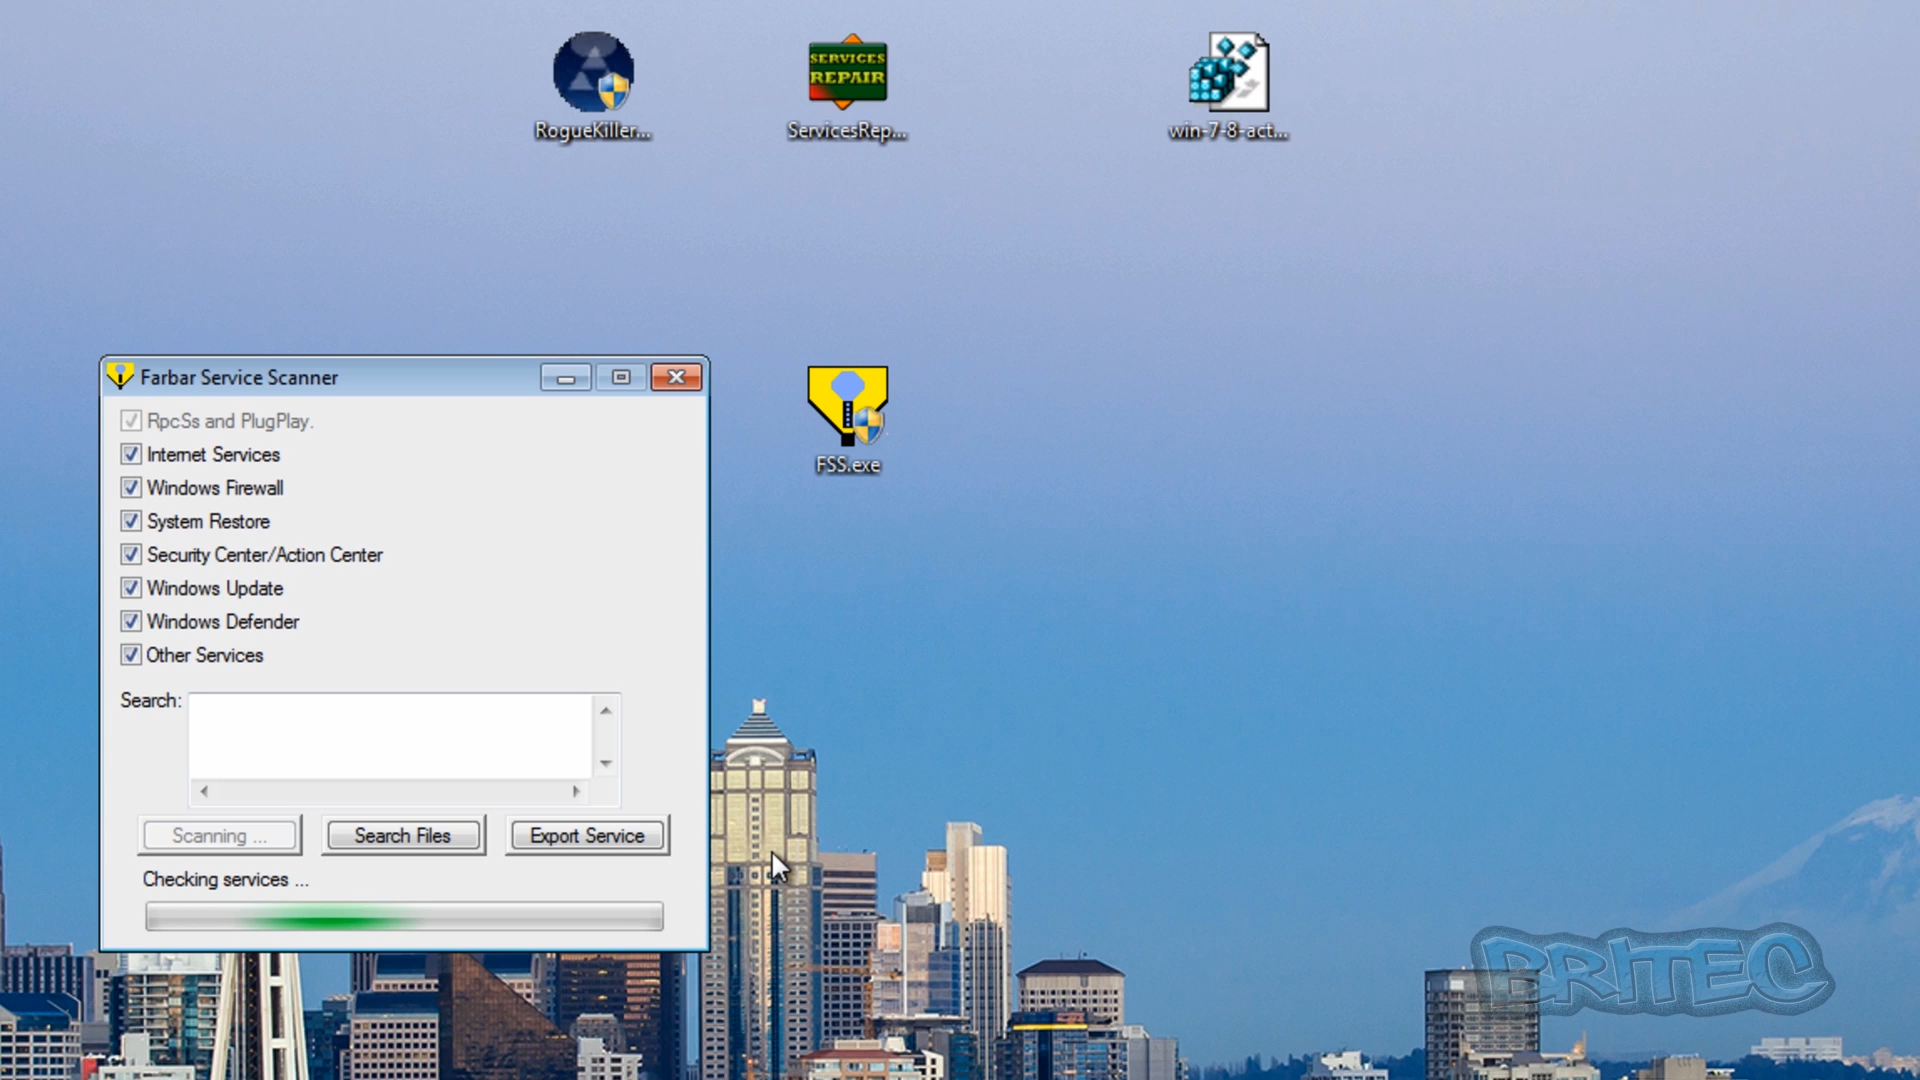 SERVICES
REPAIR
RogueKiller...
ServicesRep...
win-7-8-act...
Farbar Service Scanner
RpcSs and PlugPlay.
Internet Services
Windows Firewall
System Restore
Security Center/Action Center
Windows Update
Windows Defender
Other Services
FSS.exe
Search:
Scanning ...
Search Files
Export Service
Checking services ...
BRITEC